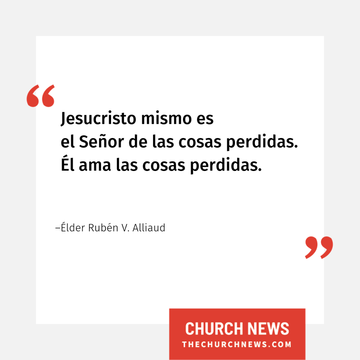 “
Jesucristo mismo es
el Señor de las cosas perdidas.
Él ama las cosas perdidas.
–Élder Rubén V. Alliaud
”
CHURCH NEWS
THECHURCHNEWS.COM